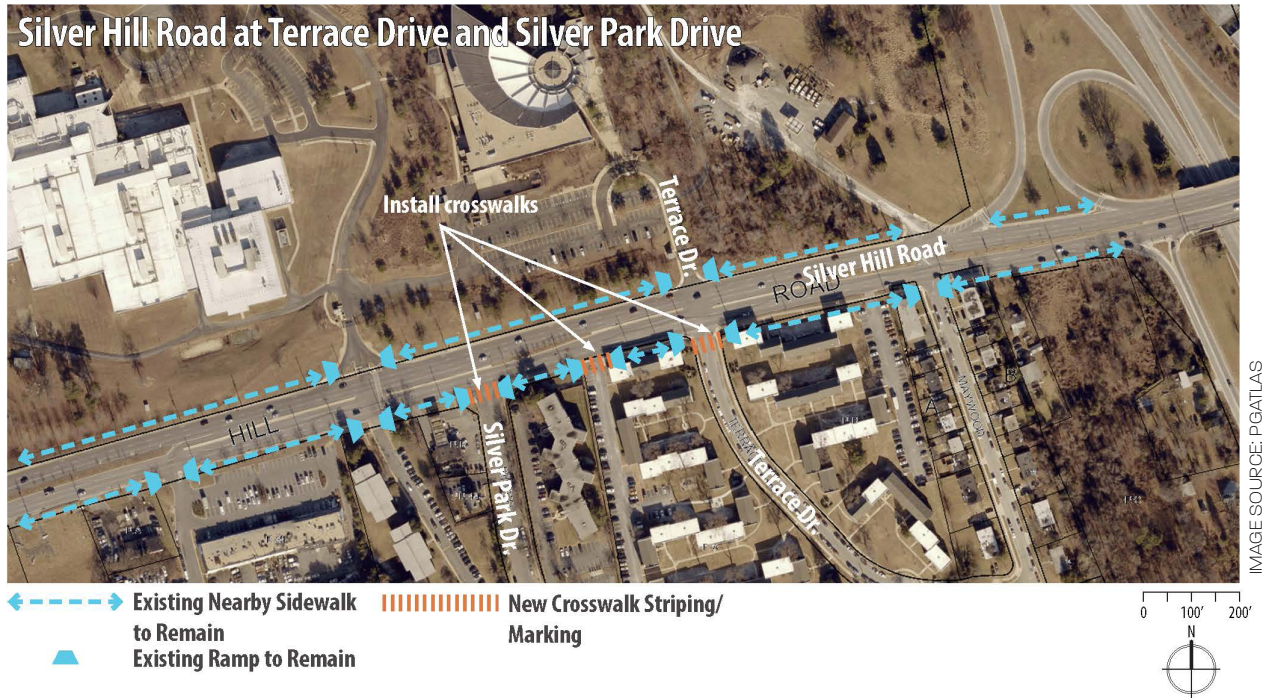 Silver Hill Road at Terrace Drive and Silver Park Drive
Install crosswalks
Terrace Dr.
Silver Hill Road
ROAD
HILL
Silver Park Dr.
Terrace Dr.
MAYWOOD
A
B
IMAGE SOURCE: PGATLAS
Existing Nearby Sidewalk
to Remain
Existing Ramp to Remain
New Crosswalk Striping/
Marking
0 100' 200'
N